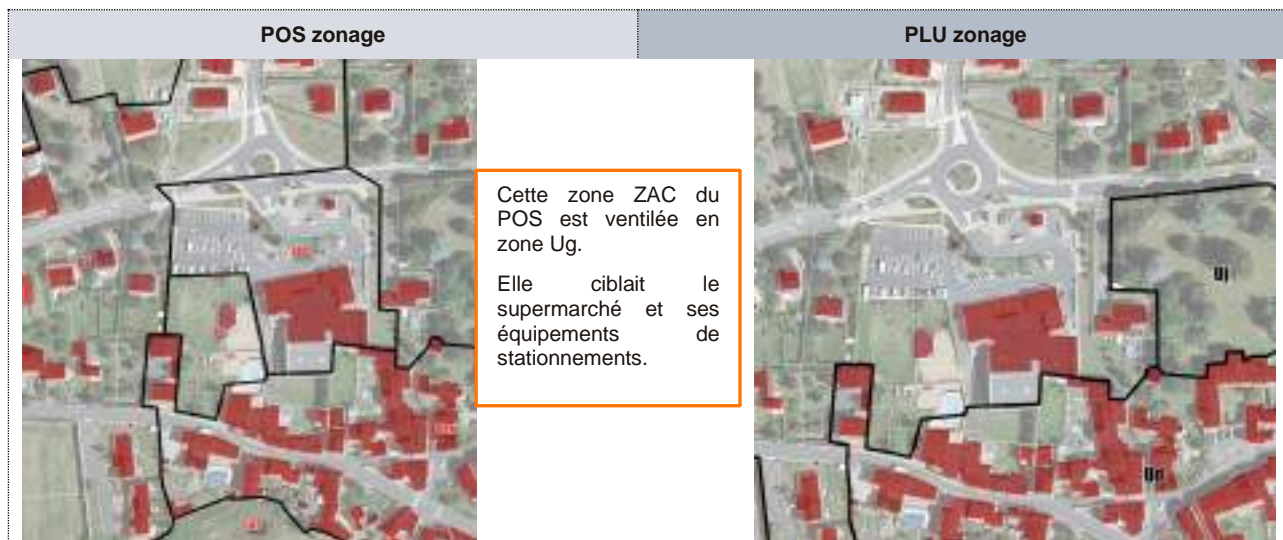 POS zonage
PLU zonage
Cette zone ZAC du
POS est ventilée en
zone Ug.
Elle ciblait le
supermarché et ses
équipements de
stationnements.
Uj